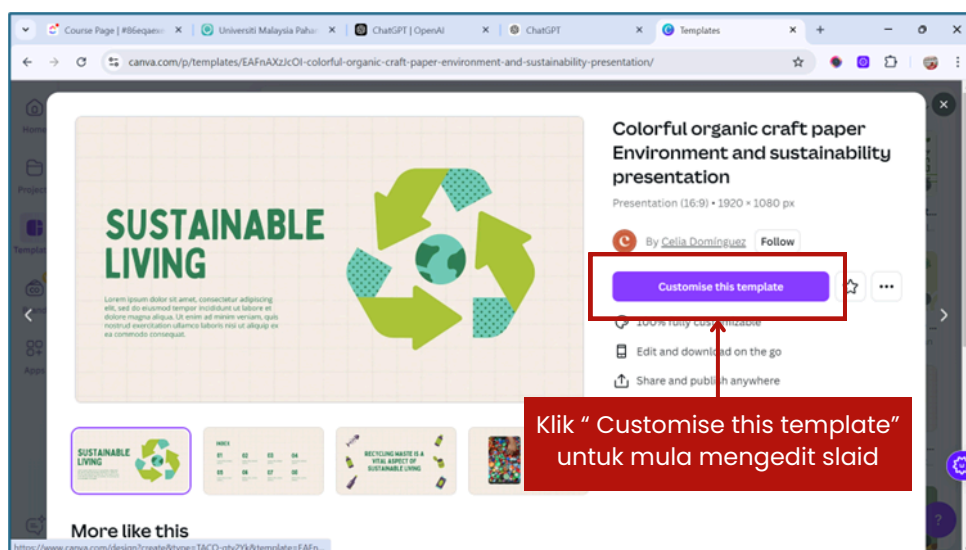 Course Page | #86eqaex
Universiti Malaysia Pahan
ChatGPT | OpenAI
ChatGPT
Templates
canva.com/p/templates/EAFnAXzJcOI-colorful-organic-craft-paper-environment-and-sustainability-presentation/
Home
Project
Templat
Apps
SUSTAINABLE
LIVING
Lorem ipsum dolor sit amet, consectetur adipiscing
elit, sed do eiusmod tempor incididunt ut labore et
dolore magna aliqua. Ut enim ad minim veniam, quis
nostrud exercitation ullamco laboris nisi ut aliquip ex
ea commodo consequat.
Colorful organic craft paper
Environment and sustainability
presentation
Presentation (16:9) • 1920 × 1080 px
C
By Celia Domínguez
Follow
Customise this template
100% fully customizable
Edit and download on the go
Share and publish anywhere
Klik “ Customise this template”
untuk mula mengedit slaid
SUSTAINABLE
LIVING
INDEX
01 02 03 04
05 06 07 08
RECYCLING WASTE IS A
VITAL ASPECT OF
SUSTAINABLE LIVING
More like this
?